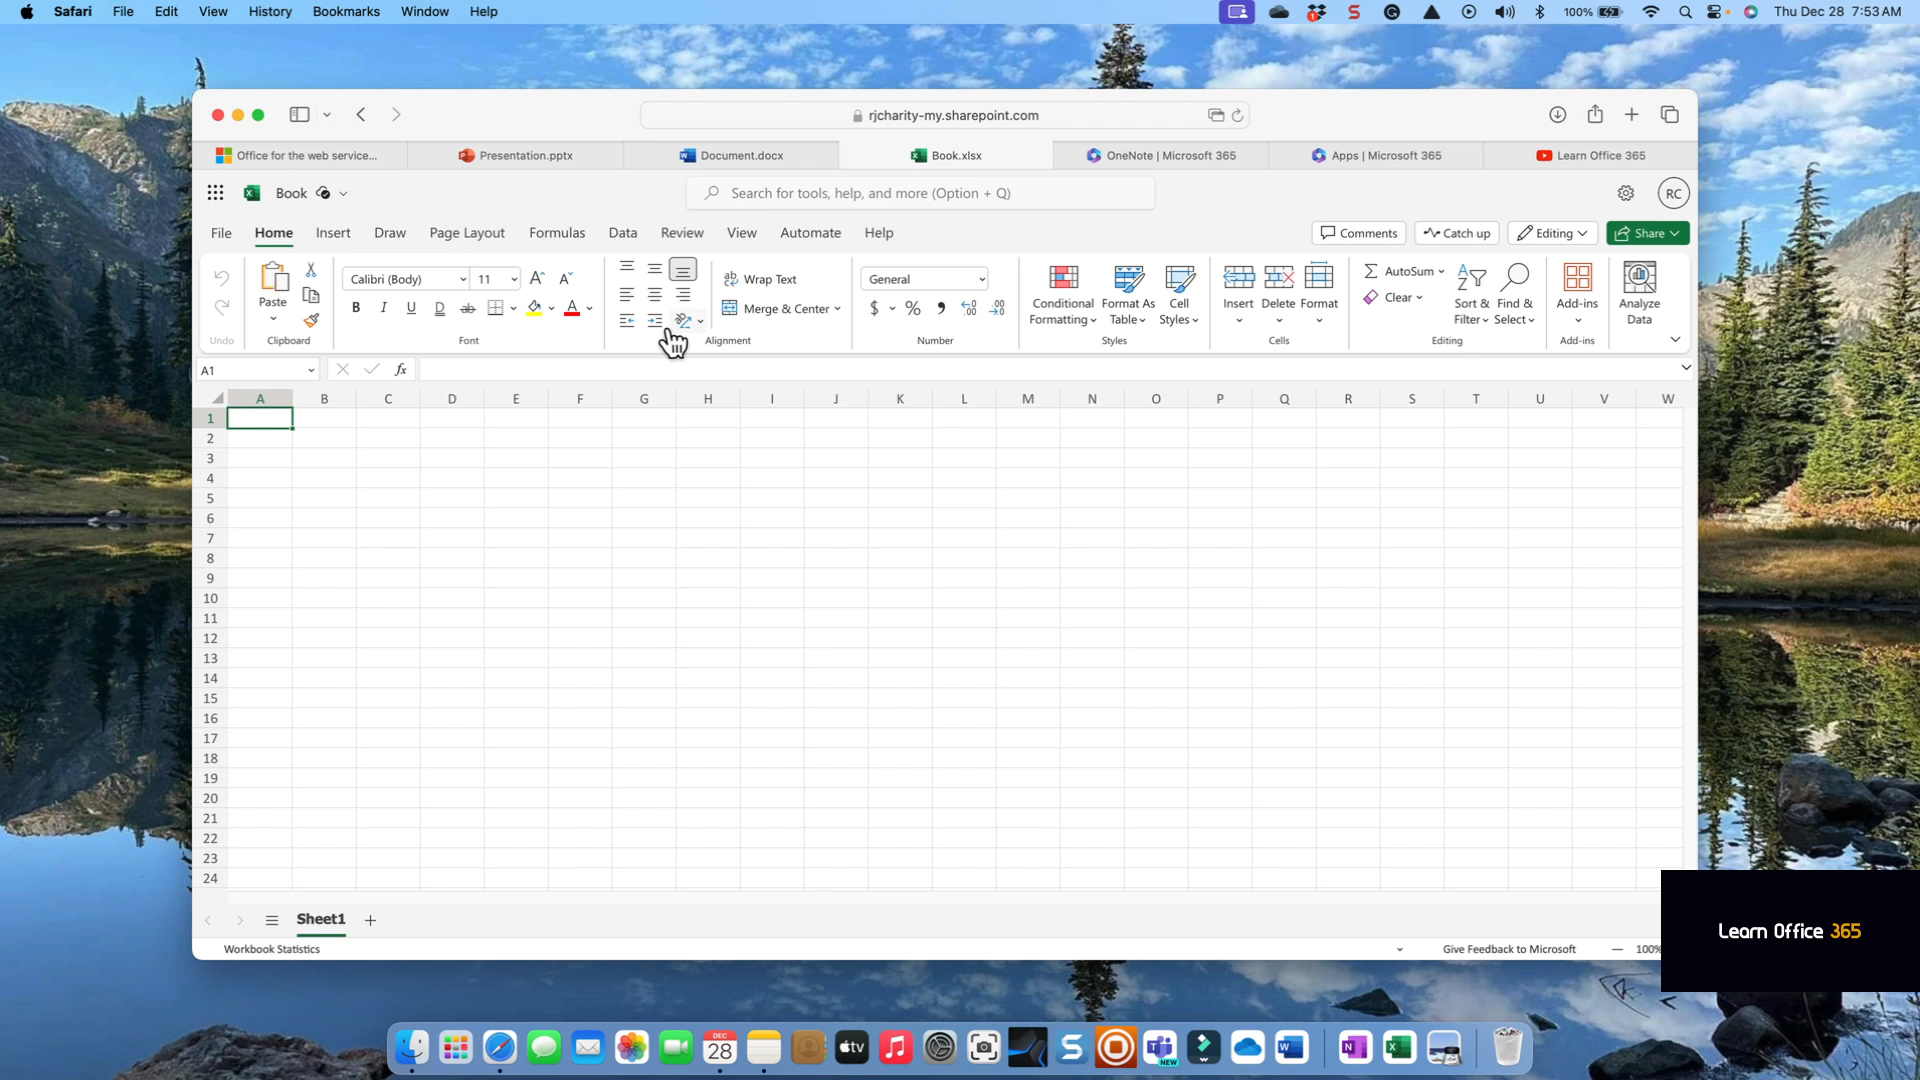 Safari File Edit View History Bookmarks Window Help 100% Thu Dec 28 7:53 AM
rjcharity-my.sharepoint.com
Office for the web service... Presentation.pptx Document.docx Book.xlsx OneNote | Microsoft 365 Apps | Microsoft 365 Learn Office 365
Book Search for tools, help, and more (Option + Q) RC
File Home Insert Draw Page Layout Formulas Data Review View Automate Help Comments Catch up Editing Share
Calibri (Body) 11 Wrap Text General AutoSum
Paste B I U D ab Merge & Center $ % , Conditional Formatting Format As Table Cell Styles Insert Delete Format Clear Sort & Filter Find & Select Add-ins Analyze Data
Undo Clipboard Font Alignment Number Styles Cells Editing Add-ins
A1 fx
A B C D E F G H I J K L M N O P Q R S T U V W
1
2
3
4
5
6
7
8
9
10
11
12
13
14
15
16
17
18
19
20
21
22
23
24
Sheet1
Learn Office 365
Workbook Statistics Give Feedback to Microsoft 100%
DEC
28
tv
NEW